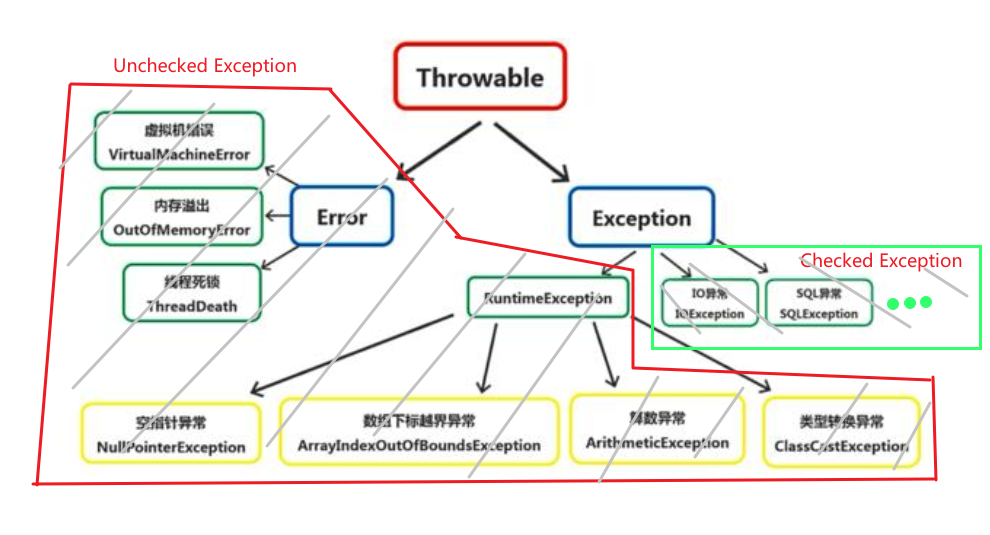 Unchecked Exception
Throwable
虚拟机错误
VirtualMachineError
内存溢出
OutOfMemoryError
Error
Exception
线程死锁
ThreadDeath
Checked Exception
RuntimeException
IO异常
IOException
SQL异常
SQLException
空指针异常
NullPointerException
数组下标越界异常
ArrayIndexOutOfBoundsException
算数异常
ArithmeticException
类型转换异常
ClassCastException